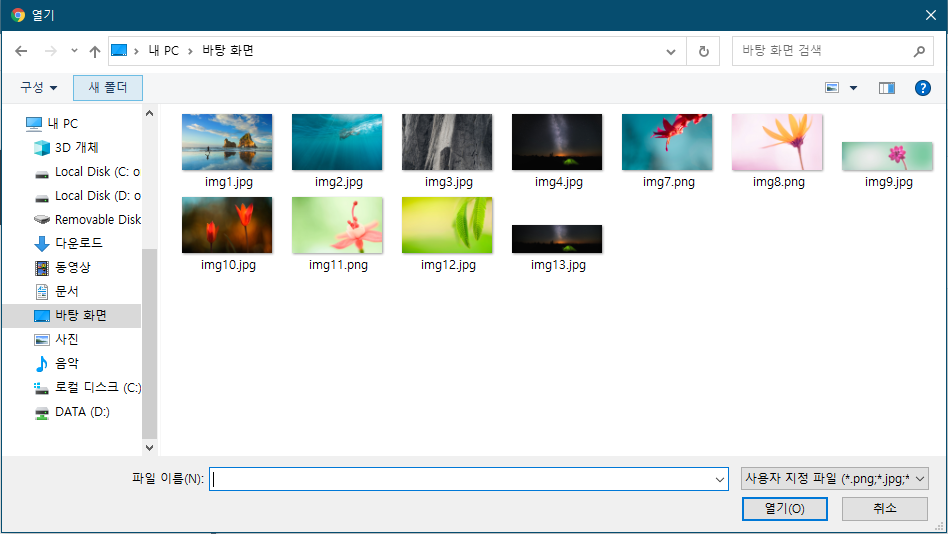 열기
내 PC › 바탕 화면
바탕 화면 검색
구성
새 폴더
내 PC
3D 개체
Local Disk (C: o
Local Disk (D: o
Removable Disk
다운로드
동영상
문서
바탕 화면
사진
음악
로컬 디스크 (C:)
DATA (D:)
img1.jpg
img2.jpg
img3.jpg
img4.jpg
img7.png
img8.png
img9.jpg
img10.jpg
img11.png
img12.jpg
img13.jpg
파일 이름(N):
사용자 지정 파일 (*.png;*.jpg;*
열기(O)
취소